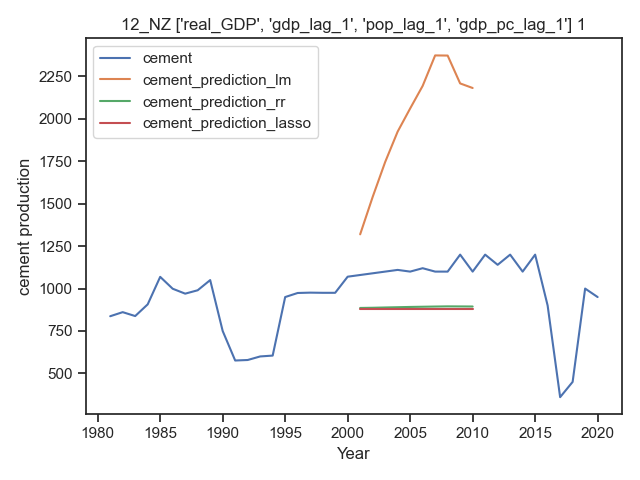 12_NZ ['real_GDP', 'gdp_lag_1', 'pop_lag_1', 'gdp_pc_lag_1'] 1
cement
cement_prediction_lm
cement_prediction_rr
cement_prediction_lasso
cement production
2250
2000
1750
1500
1250
1000
750
500
1980
1985
1990
1995
2000
2005
2010
2015
2020
Year